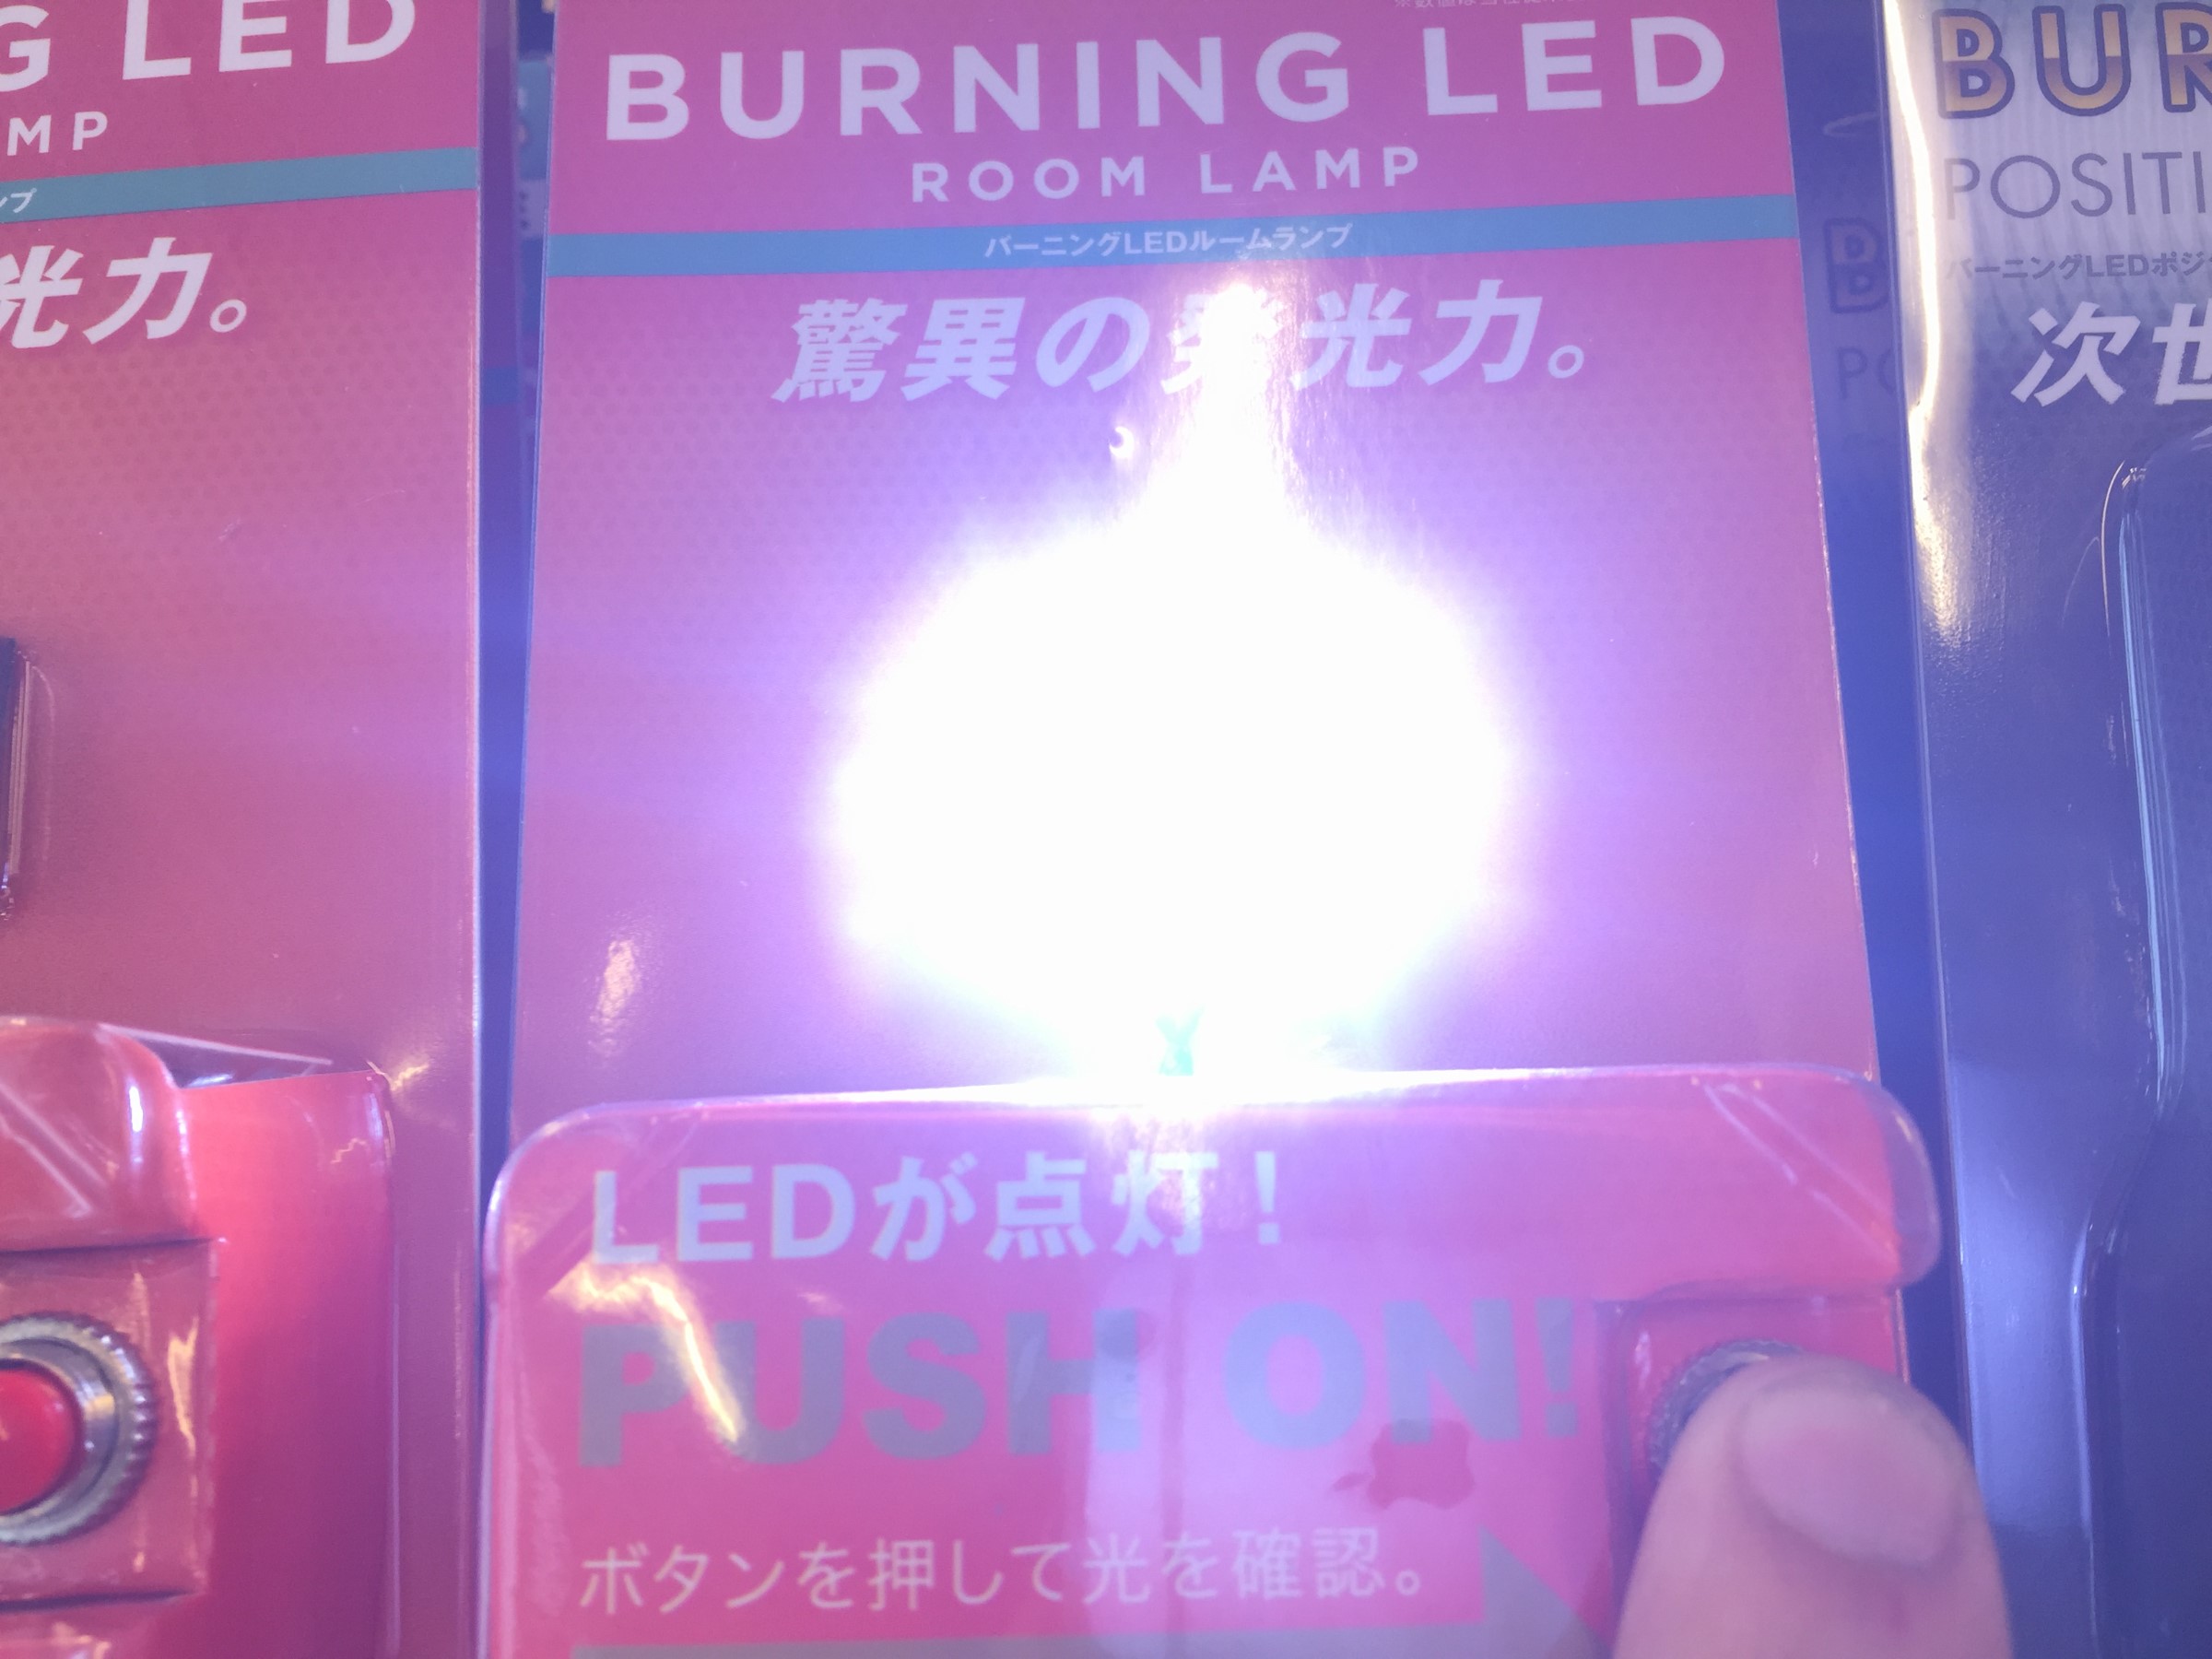 G LED
MP
ンプ
光力。
BURNING LED
ROOM LAMP
バーニングLEDルームランプ
驚異の発光力。
LEDが点灯！
PUSH ON!
ボタンを押して光を確認。
BUR
POSITI
バーニングLEDポジ
次世